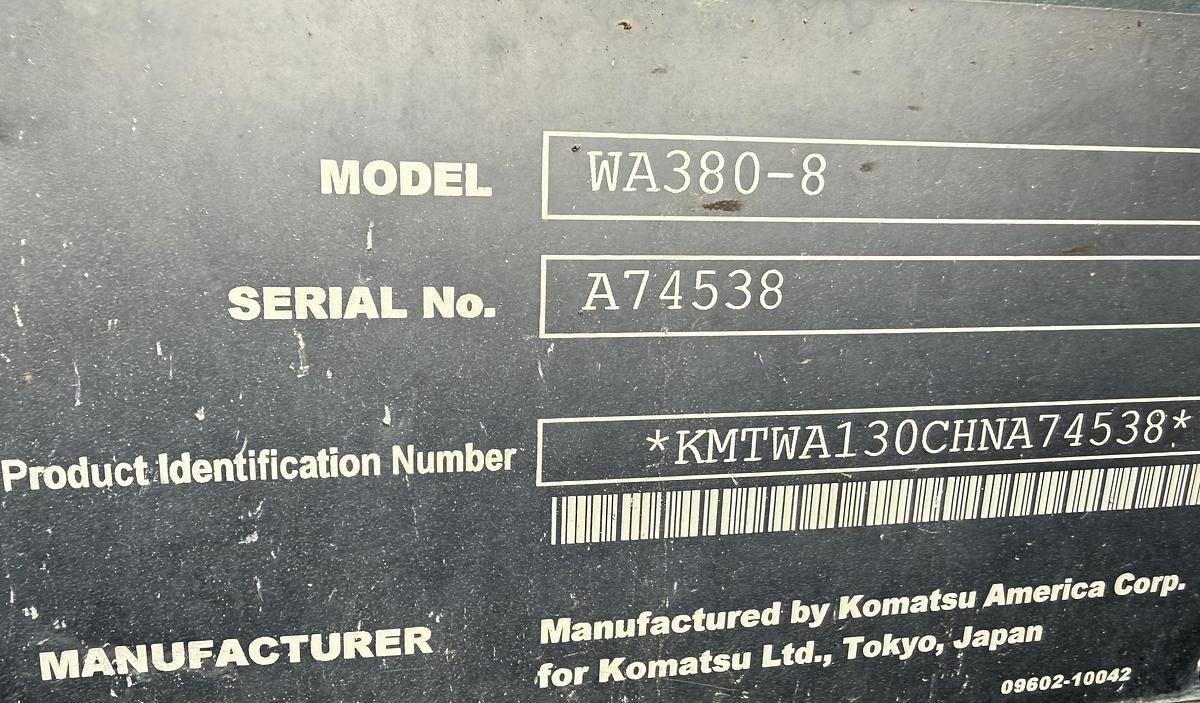 MODEL WA380-8
SERIAL No. A74538
Product Identification Number *KMTWA130CHNA74538*
MANUFACTURER Manufactured by Komatsu America Corp.
for Komatsu Ltd., Tokyo, Japan
09602-10042